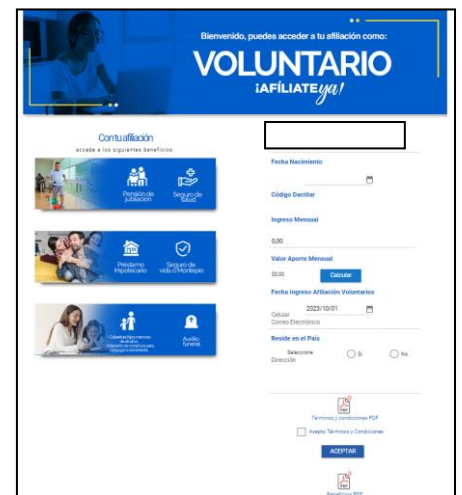 Bienvenido, puedes acceder a tu afiliación como:
VOLUNTARIO
¡AFÍLIATE ya!
Con tu afiliación
accede a los siguientes beneficios
Pensión de
jubilación
Seguro de
Salud
Préstamo
Hipotecario
Seguro de
vida o Montepío
Auxilio
funeral
Fecha Nacimiento
Código Dactilar
Ingreso Mensual
0,00
Valor Aporte Mensual
$0,00
Calcular
Fecha Ingreso Afiliación Voluntarios
2023/10/01
Celular
Correo Electrónico
Reside en el País
Seleccione
Si
No
Dirección
PDF
Términos y condiciones PDF
Acepto Términos y Condiciones
ACEPTAR
PDF
Beneficios PDF